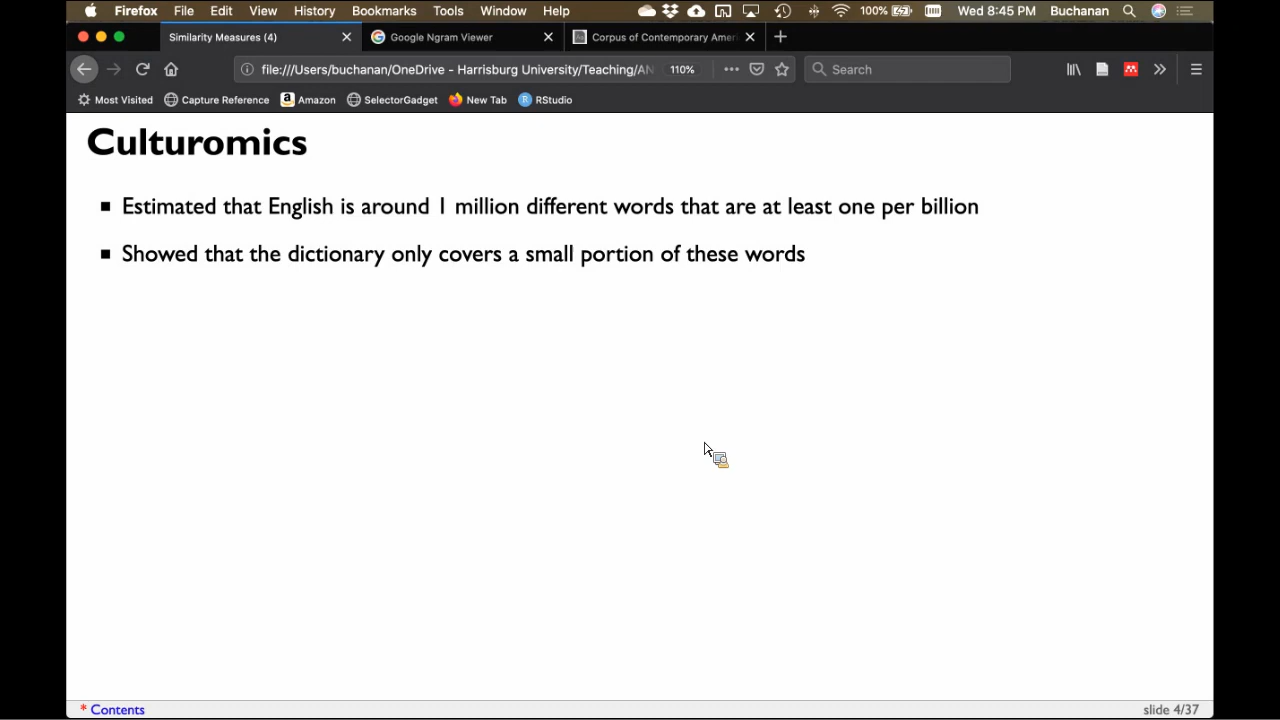 Firefox File Edit View History Bookmarks Tools Window Help 100% Wed 8:45 PM Buchanan
Similarity Measures (4) Google Ngram Viewer Corpus of Contemporary Ameri
file:///Users/buchanan/OneDrive - Harrisburg University/Teaching/AN 110% Search
Most Visited Capture Reference Amazon SelectorGadget New Tab RStudio
Culturomics
Estimated that English is around 1 million different words that are at least one per billion
Showed that the dictionary only covers a small portion of these words
* Contents slide 4/37